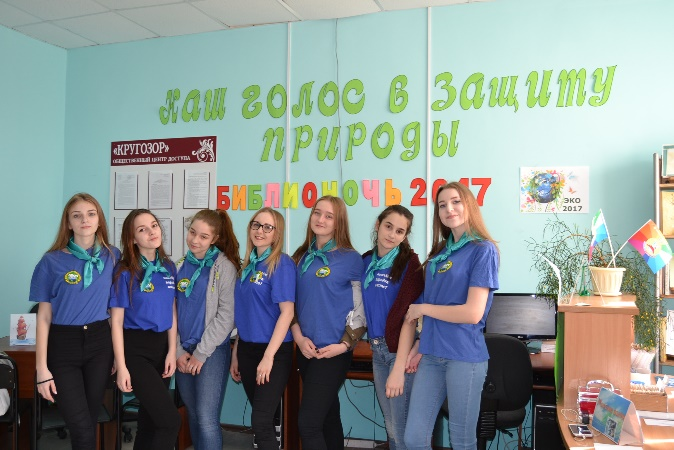 НАШ ГОЛОС В ЗАЩИТУ
ПРИРОДЫ
«КРУГОЗОР»
ОБЩЕСТВЕННЫЙ ЦЕНТР ДОСТУПА
БИБЛИОНОЧЬ 2017
ЭКО
2017